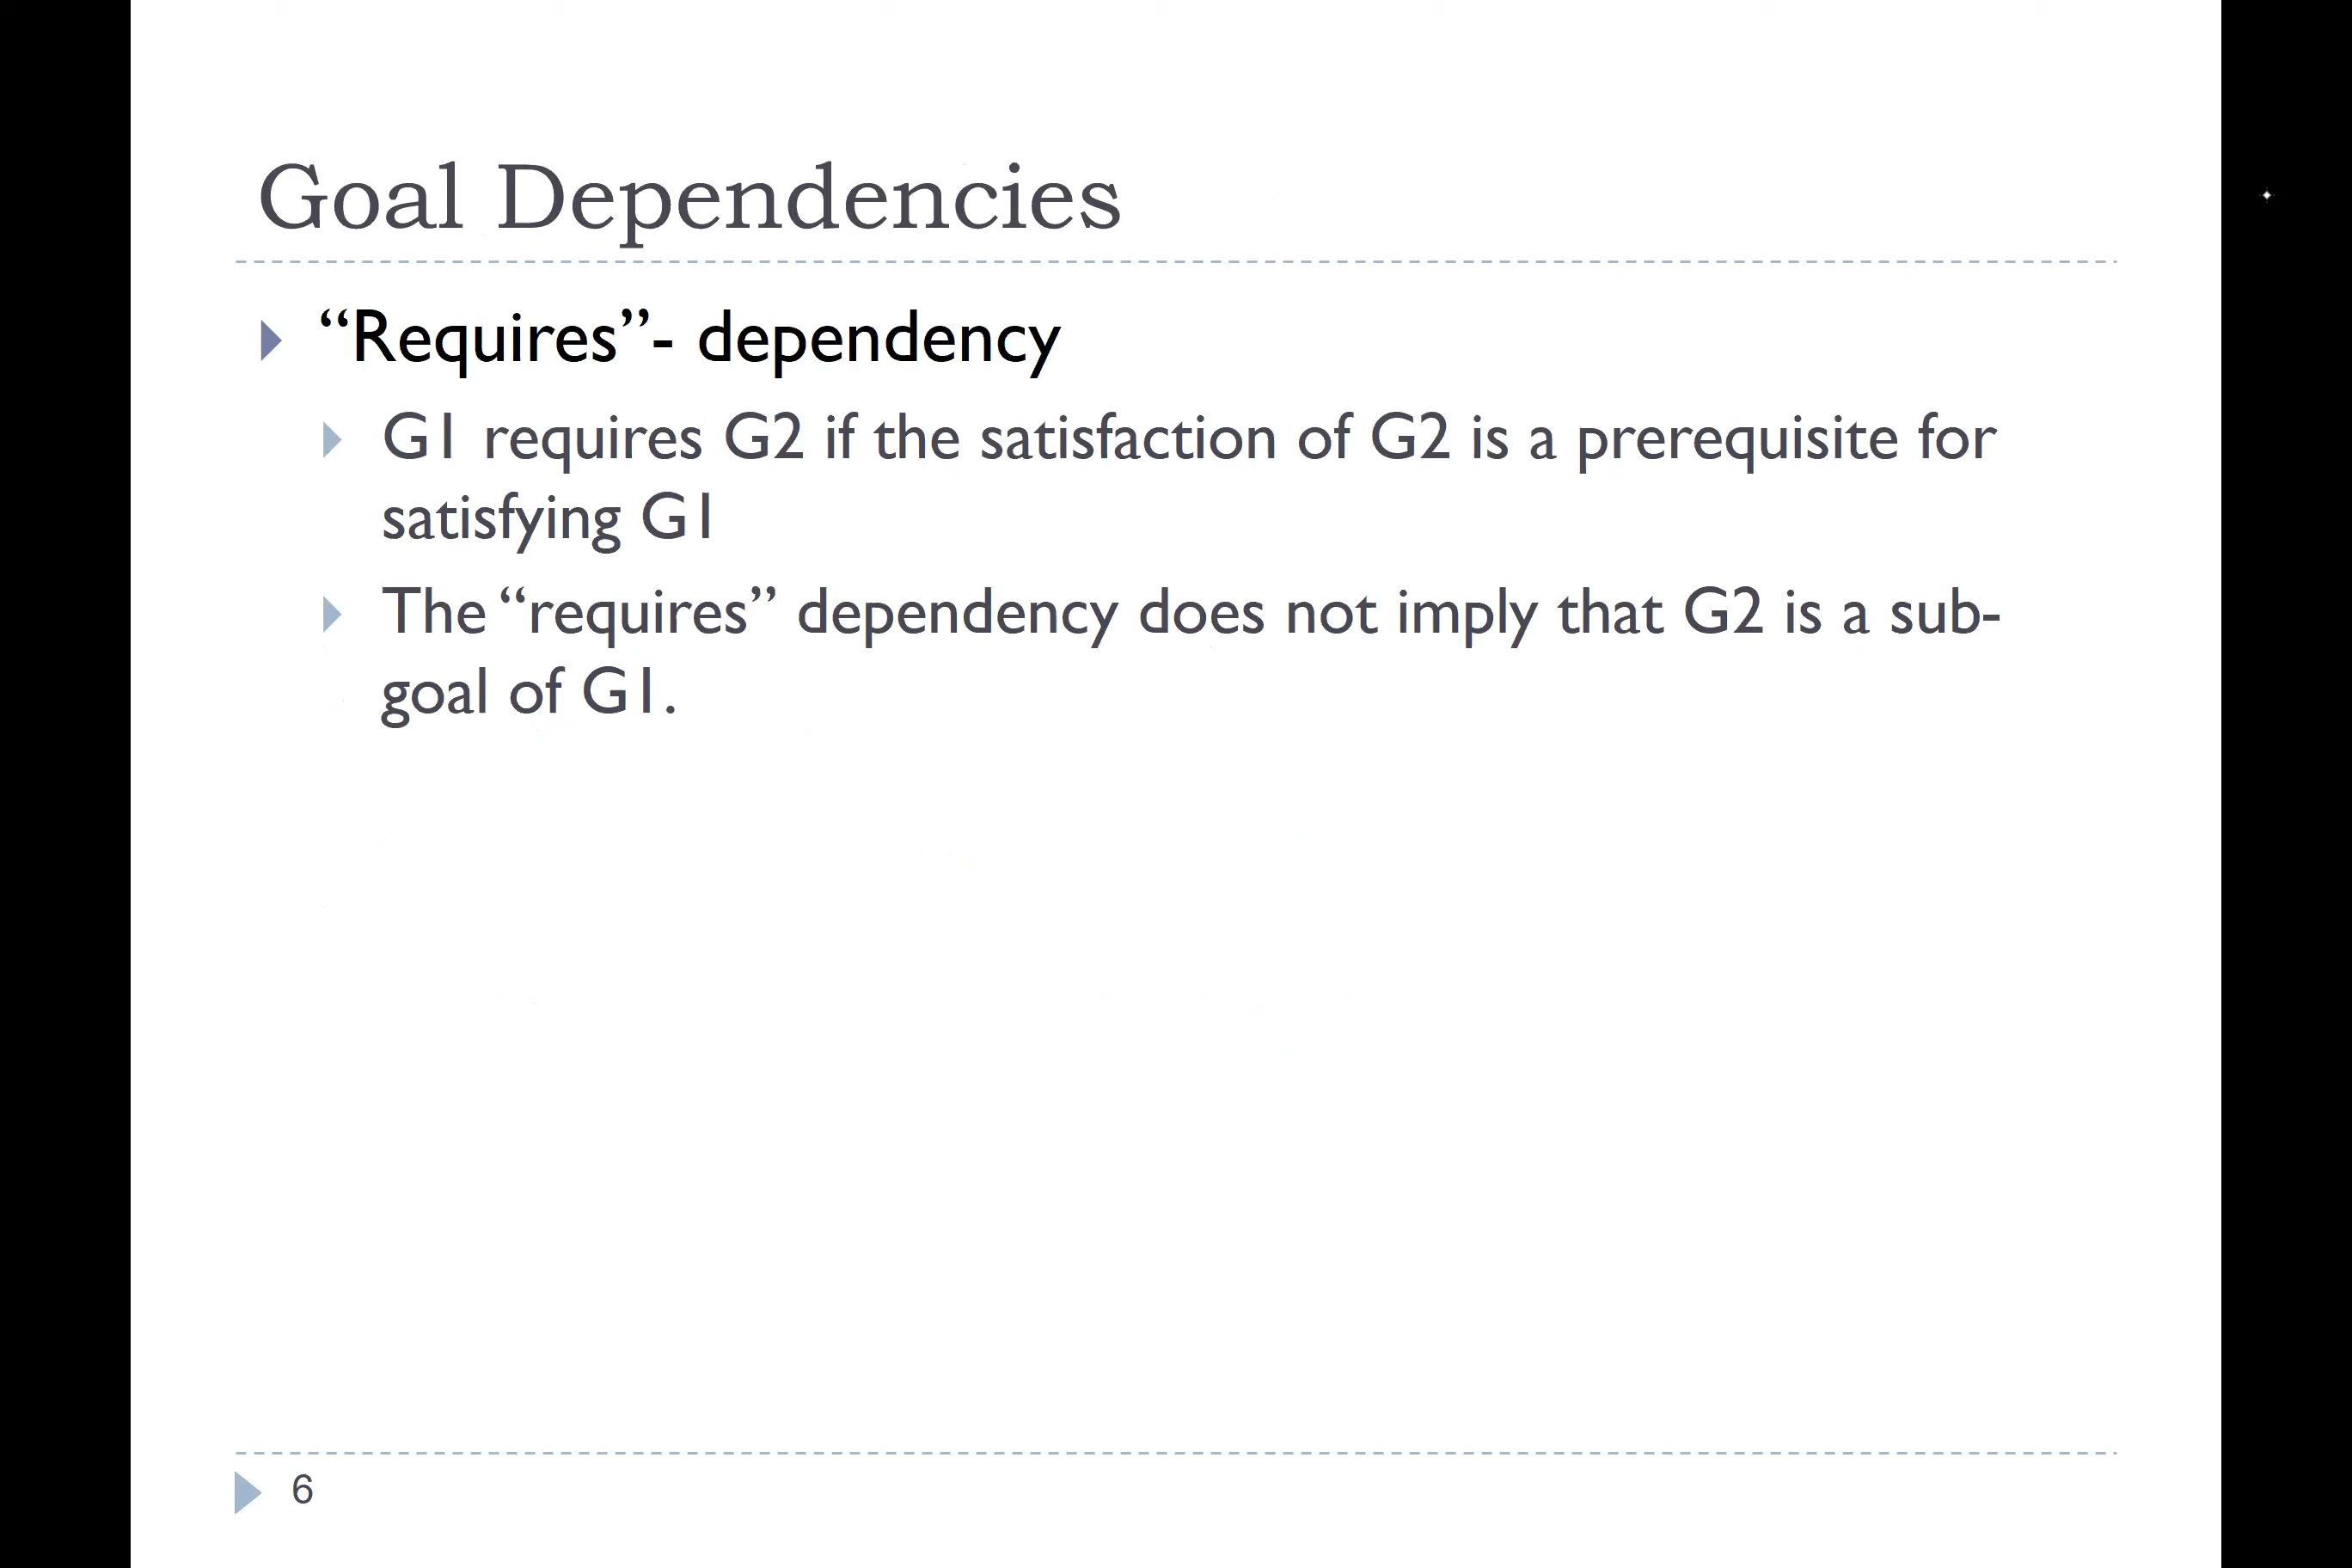 Goal Dependencies
“Requires”- dependency
G1 requires G2 if the satisfaction of G2 is a prerequisite for
satisfying G1
The “requires” dependency does not imply that G2 is a sub-
goal of G1.
6